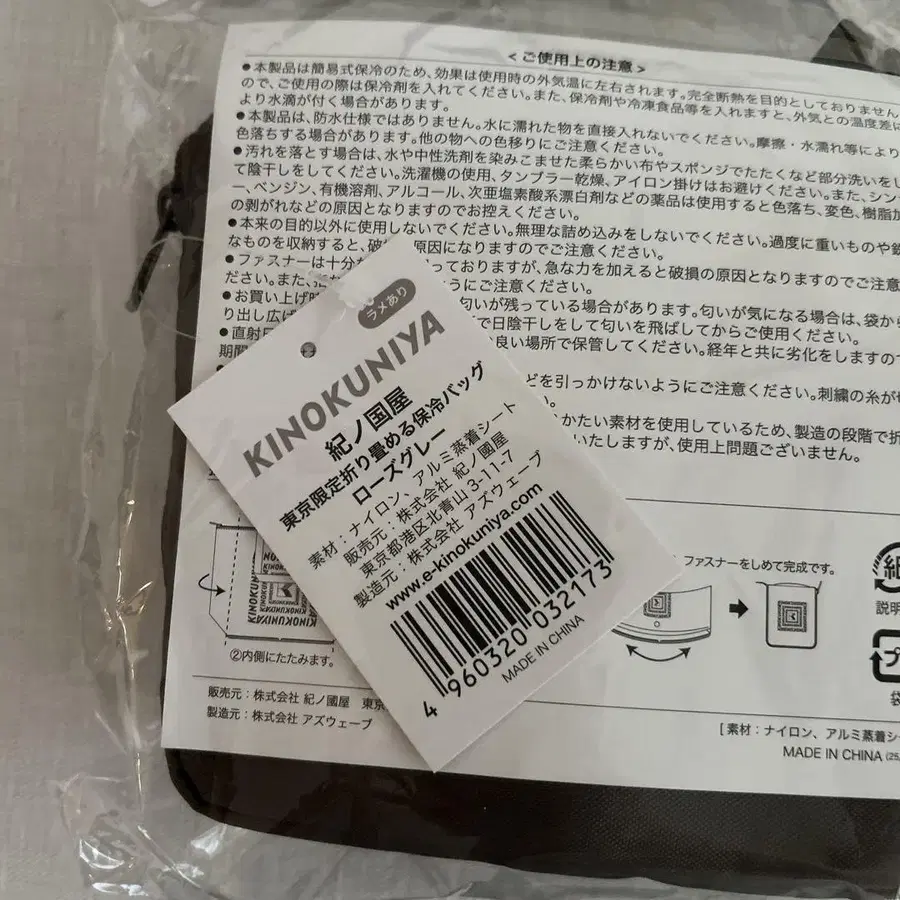 ＜ご使用上の注意＞
●本製品は簡易式保冷のため、効果は使用時の外気温に左右されます。完全断熱を目的としておりません
ので、ご使用の際は保冷剤を入れてください。また、保冷剤や冷凍食品等を入れますと、外気との温度差に
より水滴が付く場合があります。
●本製品は、防水仕様ではありません。水に濡れた物を直接入れないでください。摩擦・水濡れ等により
色落ちする場合があります。他の物への色移りにご注意ください。
●汚れを落とす場合は、水や中性洗剤を染みこませた柔らかい布やスポンジでたたくなど部分洗いをし
て陰干しをしてください。洗濯機の使用、タンブラー乾燥、アイロン掛けはお避けください。また、シンナ
ー、ベンジン、有機溶剤、アルコール、次亜塩素酸系漂白剤などの薬品は使用すると色落ち、変色、樹脂加
の剥がれなどの原因となりますのでお控えください。
●本来の目的以外に使用しないでください。無理な詰め込みをしないでください。過度に重いものや鋭
なものを収納すると、破損 原因になりますのでご注意ください。
●ファスナーは十分 っておりますが、急な力を加えると破損の原因となりますのでご注意
ださい。また、 ようにご注意ください。
●お買い上げ時 匂いが残っている場合があります。匂いが気になる場合は、袋から
り出し広げ で日陰干しをして匂いを飛ばしてからご使用ください。
●直射日 良い場所で保管してください。経年と共に劣化をしますので
期間
どを引っかけないようにご注意ください。刺繍の糸が
かたい素材を使用しているため、製造の段階で折
いたしますが、使用上問題ございません。
ラメあり
KINOKUNIYA
紀ノ国屋
東京限定折り畳める保冷バッグ
ローズグレー
素材：ナイロン、アルミ蒸着シート
販売元：株式会社 紀ノ國屋
東京都港区北青山 3-11-7
製造元：株式会社 アズウェーブ
www.e-kinokuniya.com
4 960320 032173
MADE IN CHINA
KINOKUNIYA
②内側にたたみます。
ファスナーをしめて完成です。
紙
説明
プ
袋
販売元：株式会社 紀ノ國屋 東京
製造元：株式会社 アズウェーブ
[素材：ナイロン、アルミ蒸着シー
MADE IN CHINA (25.